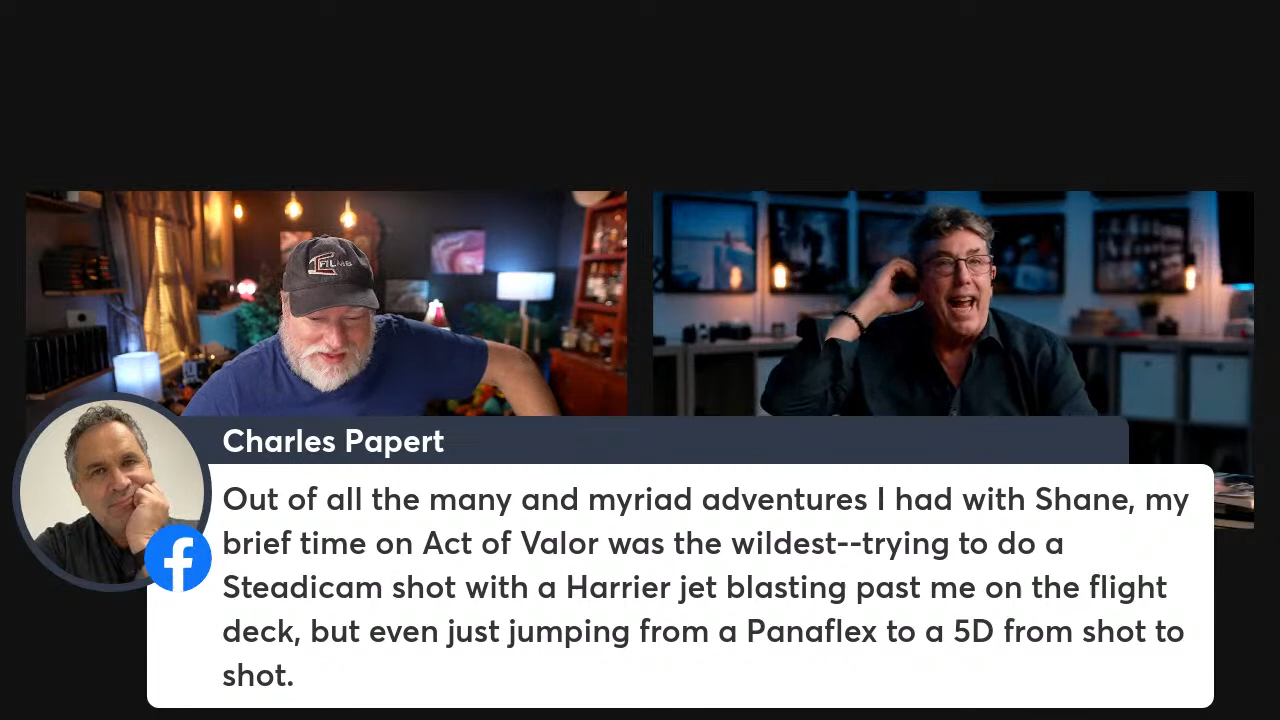 FILMS
Charles Papert
Out of all the many and myriad adventures I had with Shane, my
brief time on Act of Valor was the wildest--trying to do a
Steadicam shot with a Harrier jet blasting past me on the flight
deck, but even just jumping from a Panaflex to a 5D from shot to
shot.